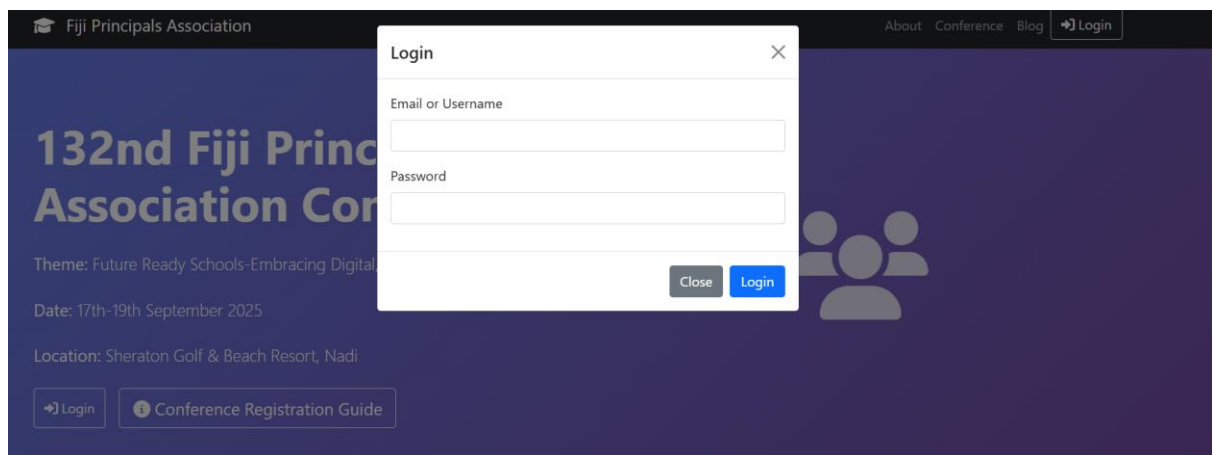 Fiji Principals Association
About Conference Blog Login
Login
Email or Username
Password
Close Login
132nd Fiji Princ
Association Cor
Theme: Future Ready Schools-Embracing Digital,
Date: 17th-19th September 2025
Location: Sheraton Golf & Beach Resort, Nadi
Login Conference Registration Guide